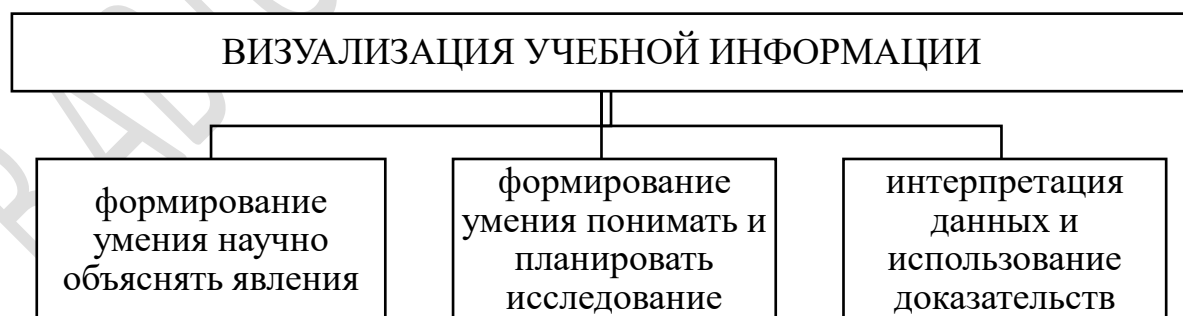 ВИЗУАЛИЗАЦИЯ УЧЕБНОЙ ИНФОРМАЦИИ
формирование
умения научно
объяснять явления
формирование
умения понимать и
планировать
исследование
интерпретация
данных и
использование
доказательств